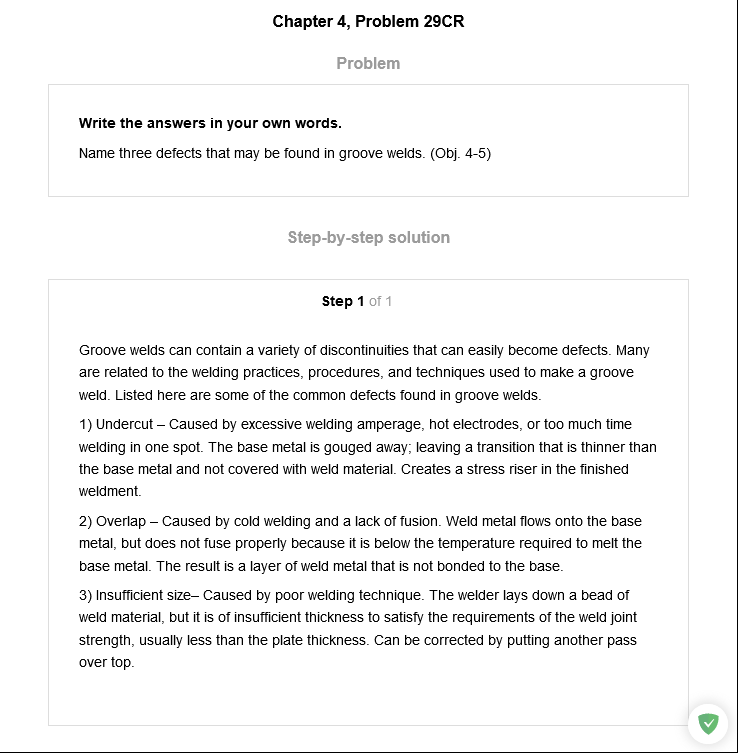 Chapter 4, Problem 29CR
Problem
Write the answers in your own words.
Name three defects that may be found in groove welds. (Obj. 4-5)
Step-by-step solution
Step 1 of 1
Groove welds can contain a variety of discontinuities that can easily become defects. Many
are related to the welding practices, procedures, and techniques used to make a groove
weld. Listed here are some of the common defects found in groove welds.
1) Undercut – Caused by excessive welding amperage, hot electrodes, or too much time
welding in one spot. The base metal is gouged away; leaving a transition that is thinner than
the base metal and not covered with weld material. Creates a stress riser in the finished
weldment.
2) Overlap – Caused by cold welding and a lack of fusion. Weld metal flows onto the base
metal, but does not fuse properly because it is below the temperature required to melt the
base metal. The result is a layer of weld metal that is not bonded to the base.
3) Insufficient size– Caused by poor welding technique. The welder lays down a bead of
weld material, but it is of insufficient thickness to satisfy the requirements of the weld joint
strength, usually less than the plate thickness. Can be corrected by putting another pass
over top.